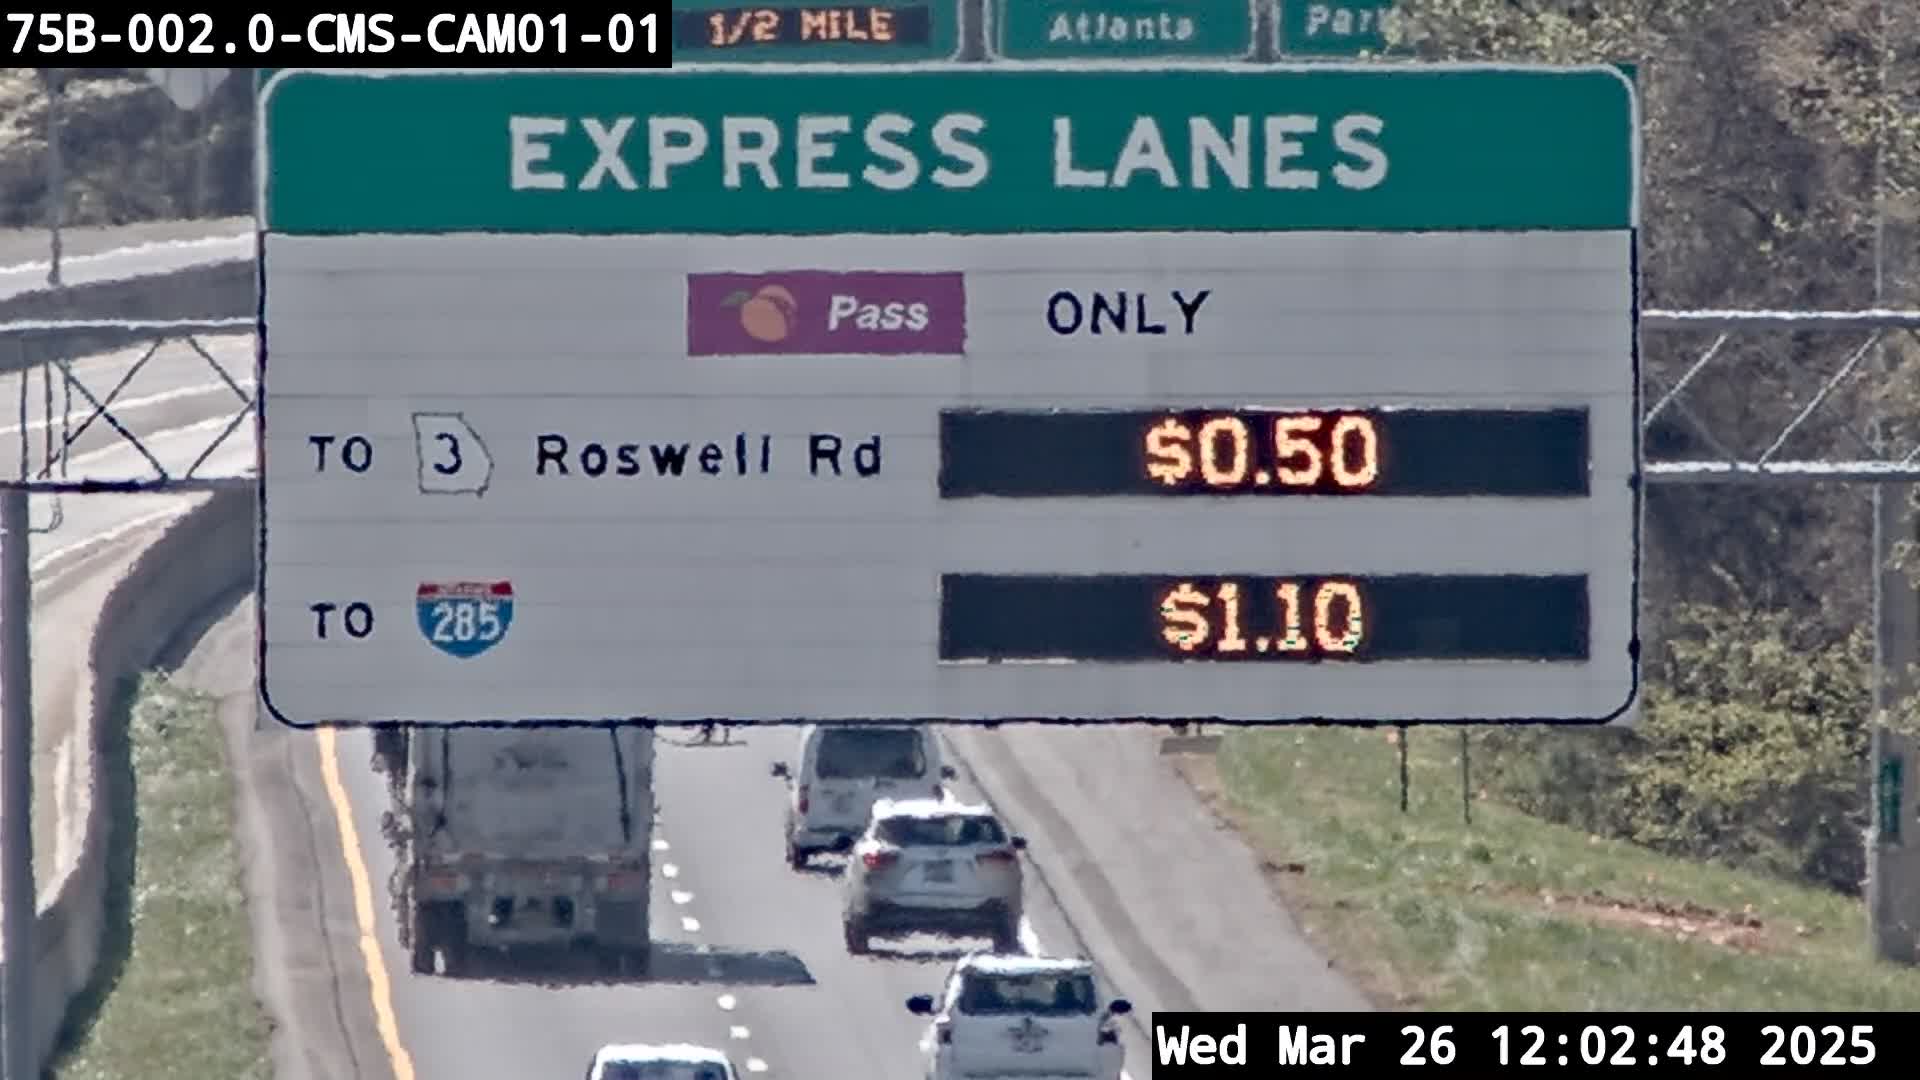 75B-002.0-CMS-CAM01-01
1/2 MILE
Atlanta
EXPRESS LANES
Pass ONLY
TO 3 Roswell Rd $0.50
TO 285 $1.10
Wed Mar 26 12:02:48 2025